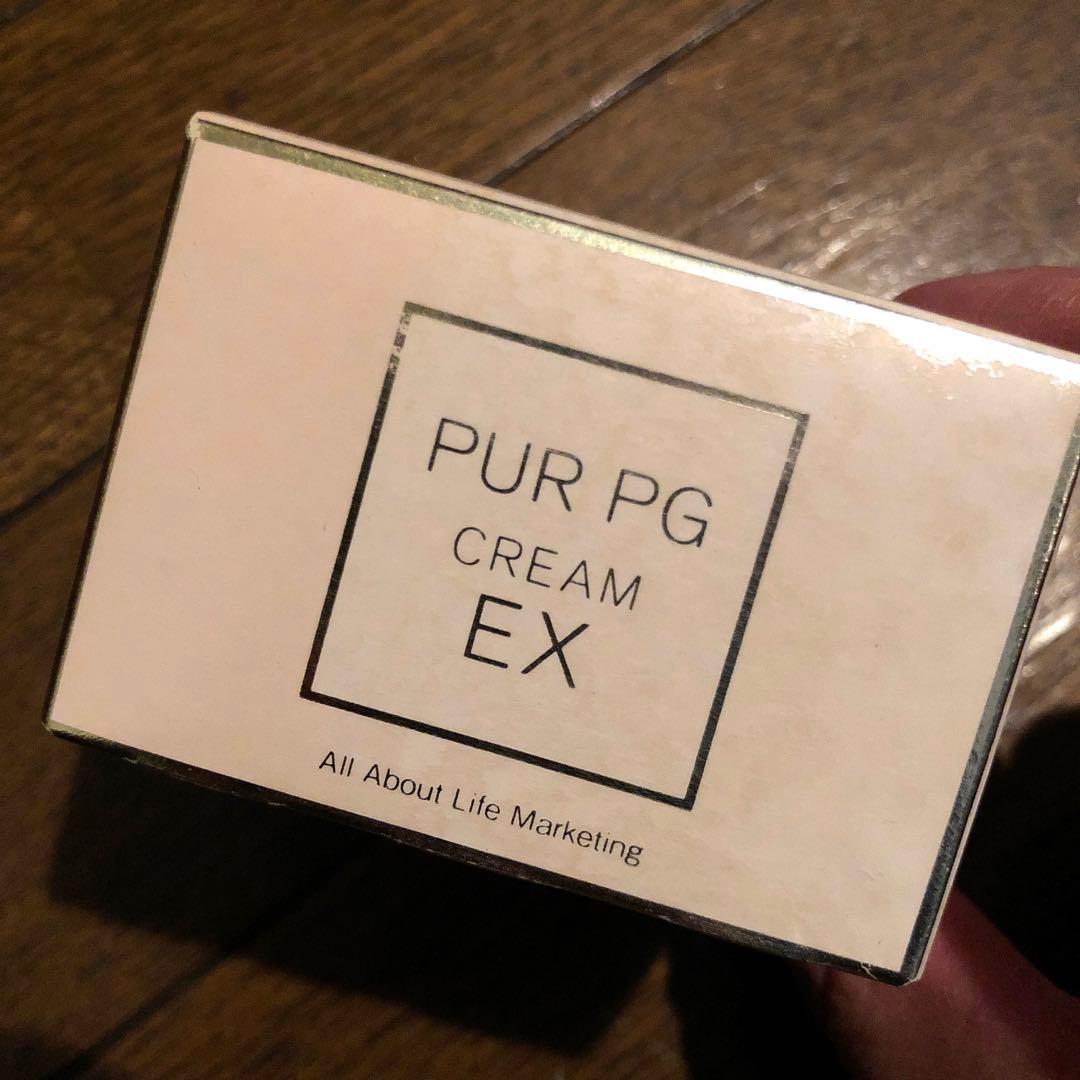 PUR PG
CREAM
EX
All About Life Marketing